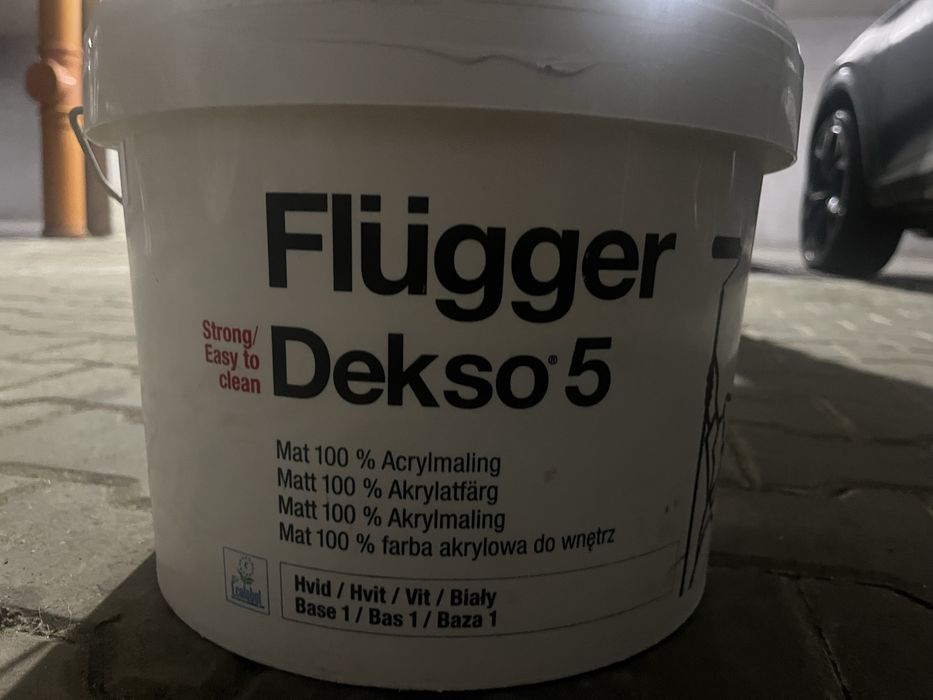 Flügger
Strong/
Easy to
clean
Dekso® 5
Mat 100 % Acrylmaling
Matt 100 % Akrylatfärg
Matt 100 % Akrylmaling
Mat 100 % farba akrylowa do wnętrz
Ecolabel
Hvid / Hvit / Vit / Biały
Base 1 / Bas 1 / Baza 1